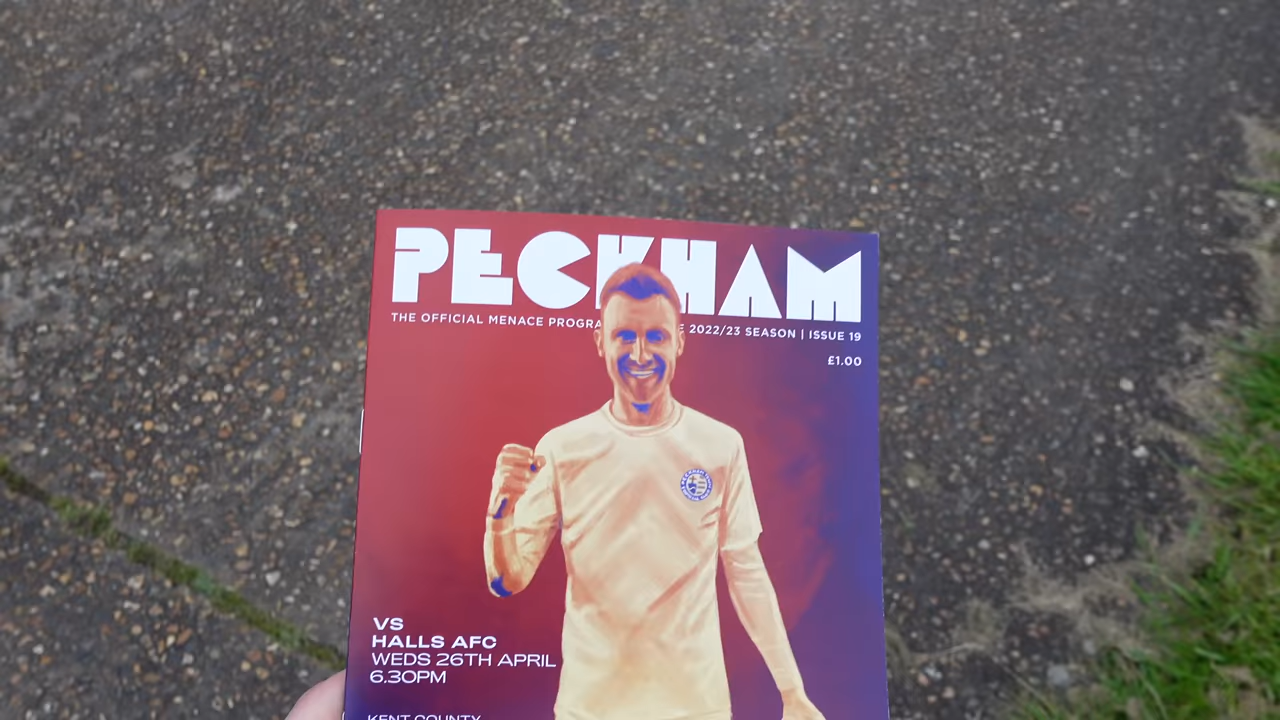 PECKHAM
THE OFFICIAL MENACE PROGRA 2022/23 SEASON | ISSUE 19
£1.00
VS
HALLS AFC
WEDS 26TH APRIL
6.30PM
KENT COUNTY